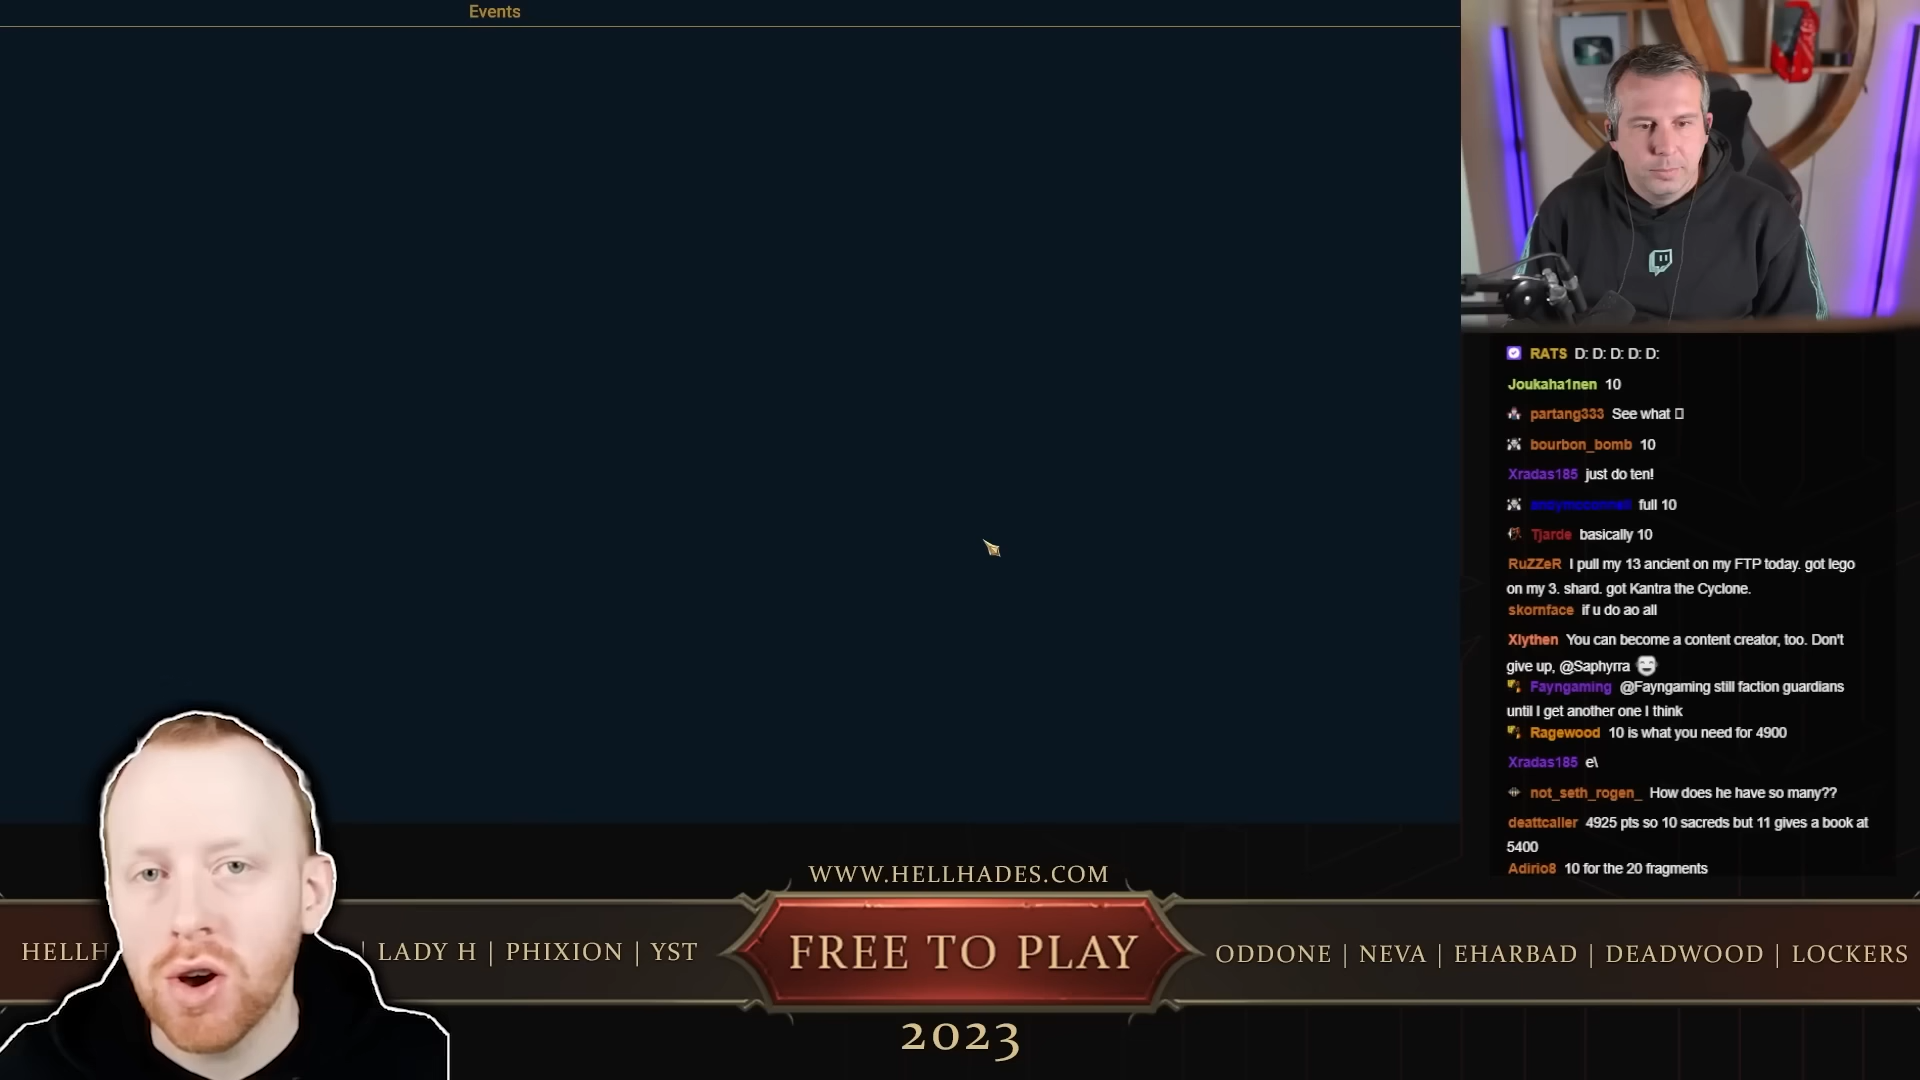 Events
RATS D: D: D: D: D:
Joukaha1nen 10
partang333 See what
bourbon_bomb 10
Xradas185 just do ten!
full 10
Tjarde basically 10
RuZZeR I pull my 13 ancient on my FTP today. got lego
on my 3. shard. got Kantra the Cyclone.
skornface if u do ao all
Xlythen You can become a content creator, too. Don't
give up, @Saphyrra
Fayngaming @Fayngaming still faction guardians
until I get another one I think
Ragewood 10 is what you need for 4900
Xradas185 e\
not_seth_rogen_ How does he have so many??
deattcaller 4925 pts so 10 sacreds but 11 gives a book at
5400
Adirio8 10 for the 20 fragments
WWW.HELLHADES.COM
HELLH | LADY H | PHIXION | YST
FREE TO PLAY
ODDONE | NEVA | EHARBAD | DEADWOOD | LOCKERS
2023